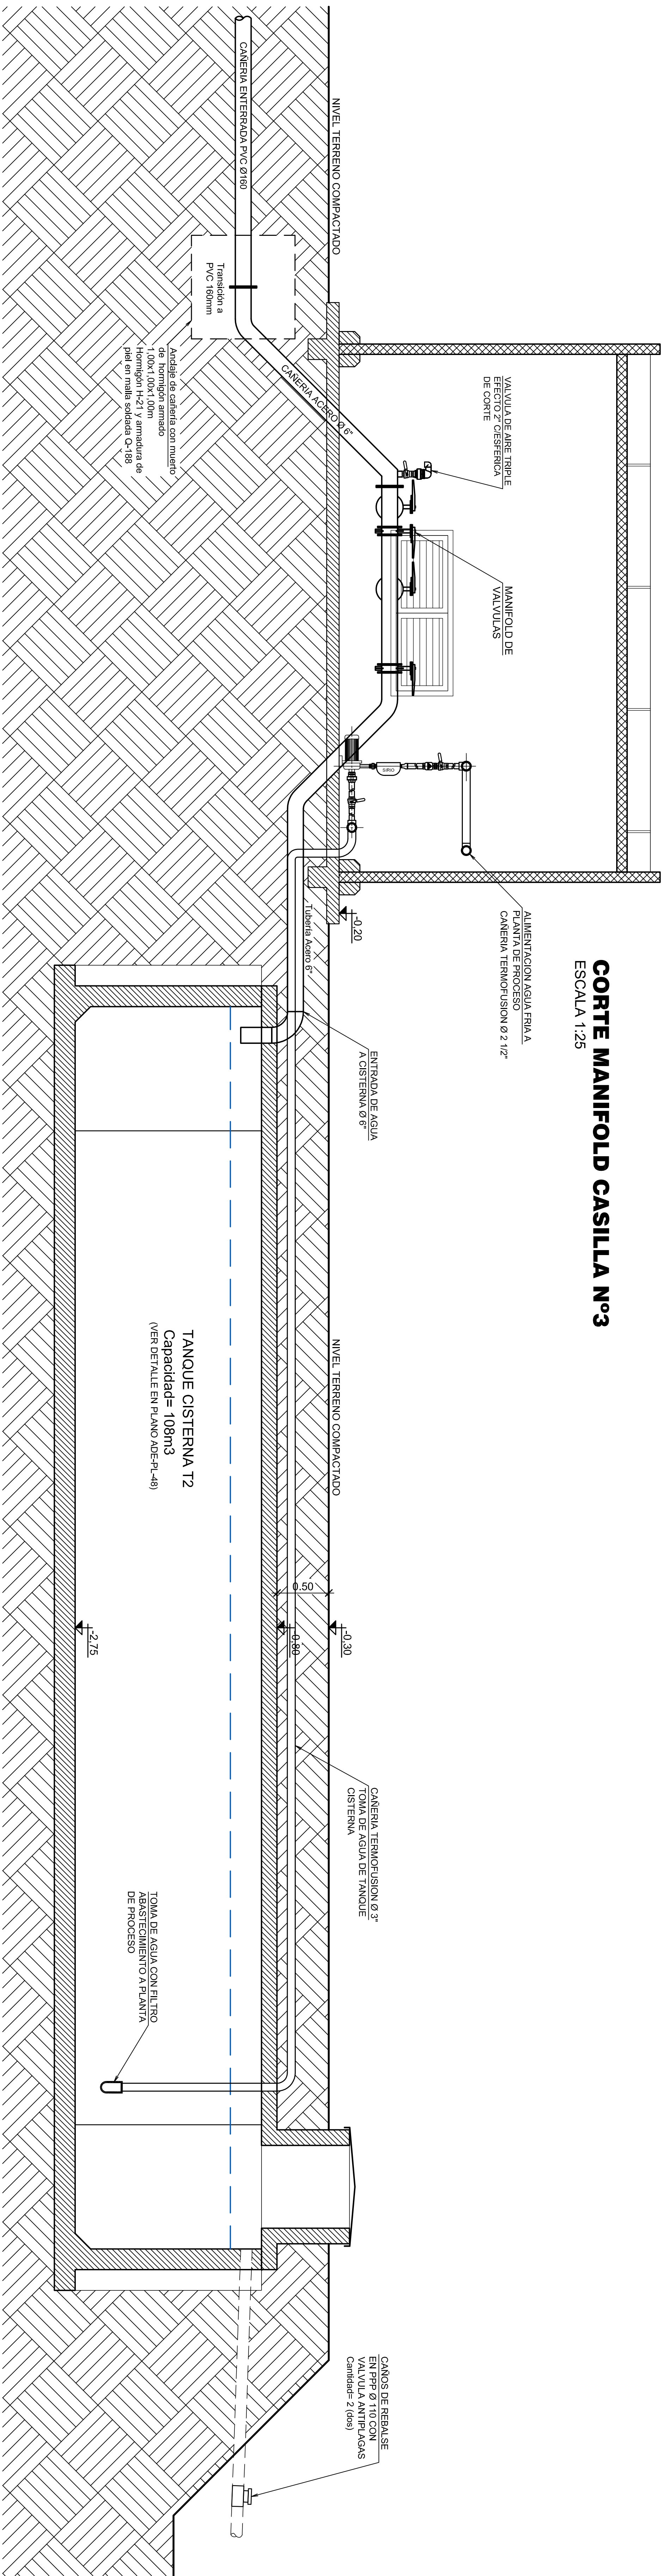 CORTE MANIFOLD CASILLA Nº3
ESCALA 1:25
NIVEL TERRENO COMPACTADO
CAÑERIA ENTERRADA PVC Ø160
Transición a
PVC 160mm
Anclaje de cañería con muerto
de hormigón armado
1,00x1,00x1,00m
Hormigón H-21 y armadura de
piel en malla soldada Q-188
CAÑERIA ACERO Ø 6"
VALVULA DE AIRE TRIPLE
EFECTO 2" C/ESFERICA
DE CORTE
MANIFOLD DE
VALVULAS
SIRIO
ALIMENTACION AGUA FRIA A
PLANTA DE PROCESO
CAÑERIA TERMOFUSION Ø 2 1/2"
-0.20
Tubería Acero 6"
ENTRADA DE AGUA
A CISTERNA Ø 6"
NIVEL TERRENO COMPACTADO
TANQUE CISTERNA T2
Capacidad= 108m3
(VER DETALLE EN PLANO ADE-PL-48)
0.50
-0.30
-0.80
-2.75
CAÑERIA TERMOFUSION Ø 3"
TOMA DE AGUA DE TANQUE
CISTERNA
TOMA DE AGUA CON FILTRO
ABASTECIMIENTO A PLANTA
DE PROCESO
CAÑOS DE REBALSE
EN PPP Ø 110 CON
VALVULA ANTIPLAGAS
Cantidad= 2 (dos)